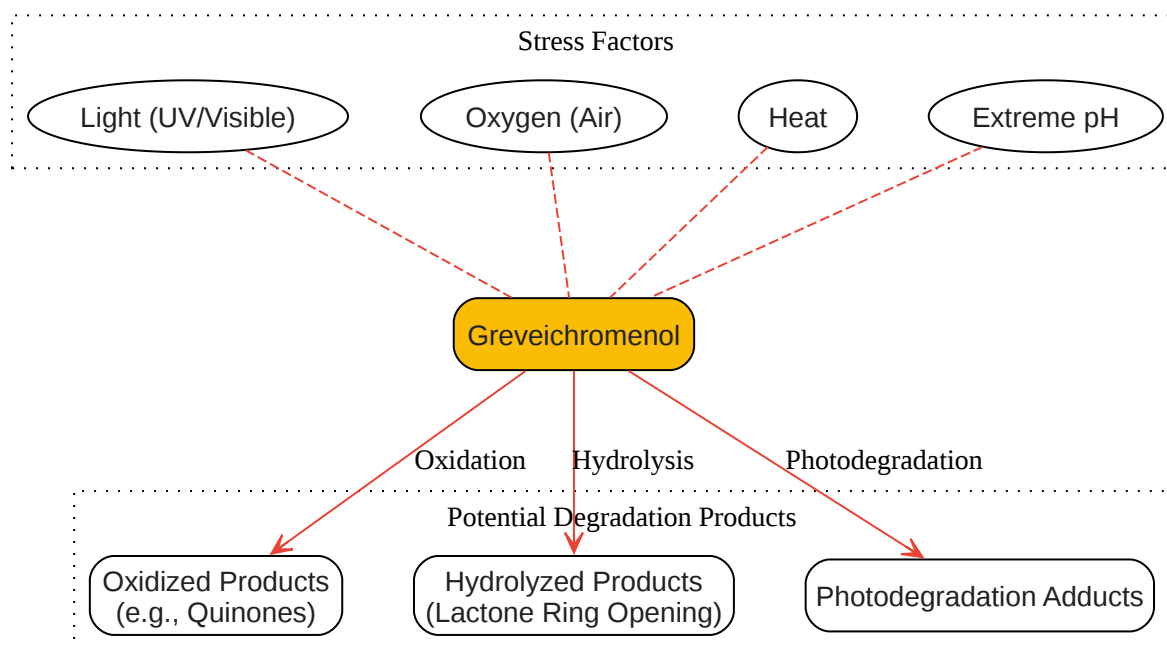 Stress Factors
Light (UV/Visible)
Oxygen (Air)
Heat
Extreme pH
Greveichromenol
Oxidation
Hydrolysis
Photodegradation
Potential Degradation Products
Oxidized Products
(e.g., Quinones)
Hydrolyzed Products
(Lactone Ring Opening)
Photodegradation Adducts